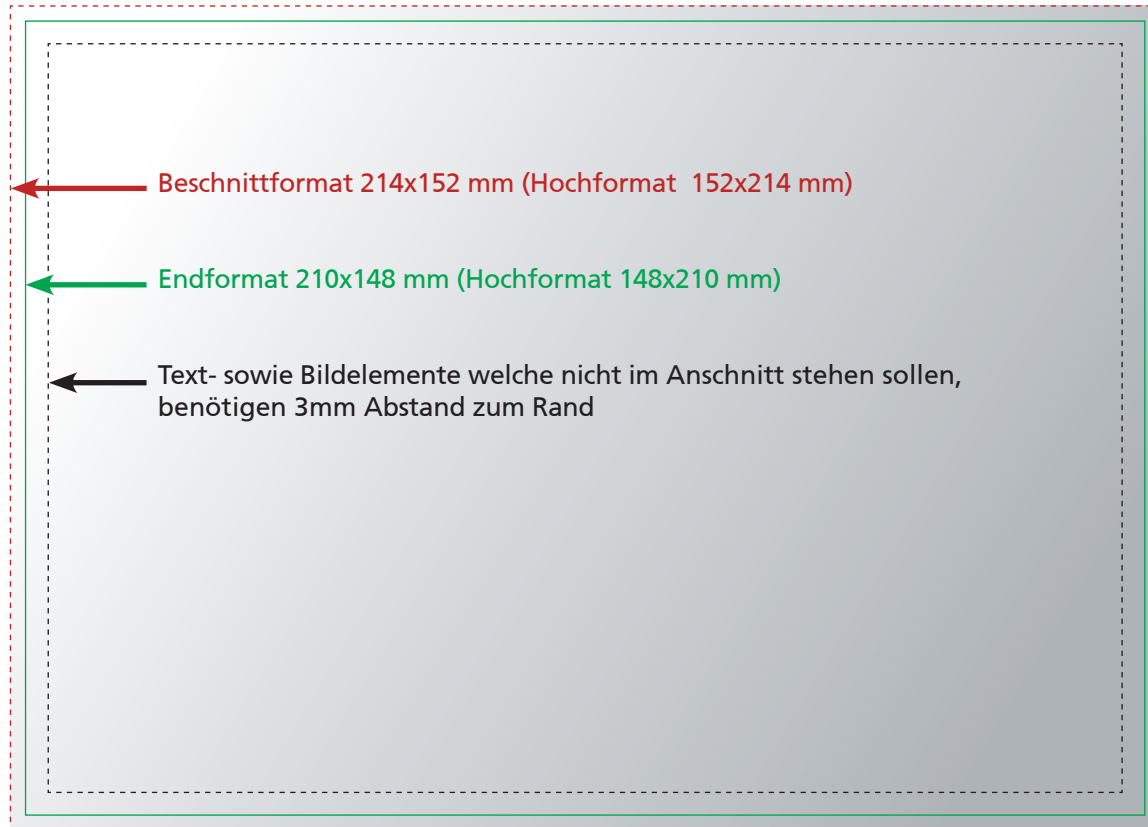 Beschnittformat 214x152 mm (Hochformat  152x214 mm)
Endformat 210x148 mm (Hochformat 148x210 mm)
Text- sowie Bildelemente welche nicht im Anschnitt stehen sollen,
benötigen 3mm Abstand zum Rand